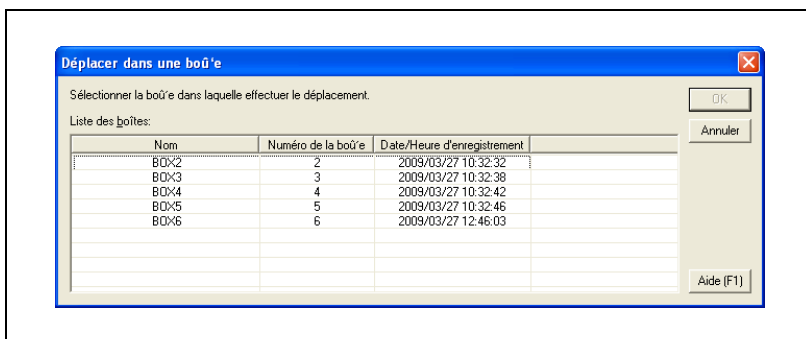 Déplacer dans une boû'e
Sélectionner la boû´e dans laquelle effectuer le déplacement.
OK
Liste des boîtes:
Annuler
Nom Numéro de la boû´e Date/Heure d'enregistrement
BOX2 2 2009/03/27 10:32:32
BOX3 3 2009/03/27 10:32:38
BOX4 4 2009/03/27 10:32:42
BOX5 5 2009/03/27 10:32:46
BOX6 6 2009/03/27 12:46:03
Aide (F1)